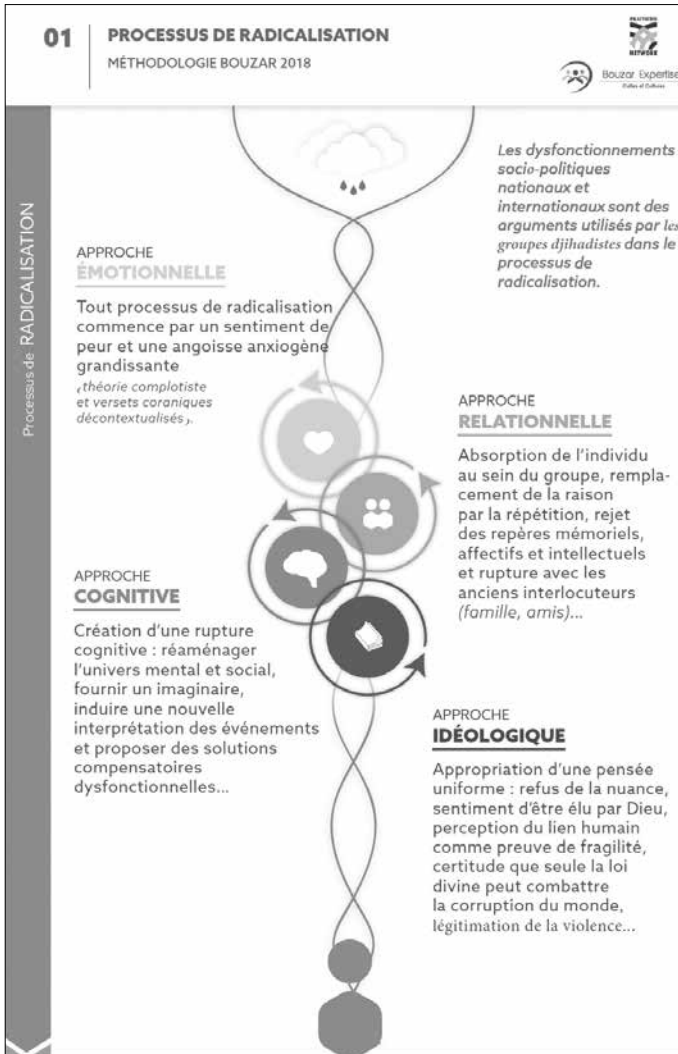 01
PROCESSUS DE RADICALISATION
MÉTHODOLOGIE BOUZAR 2018
NETWORK
Bouzar Expertise
Cultes et Cultures
Processus de RADICALISATION
Les dysfonctionnements
socio-politiques
nationaux et
internationaux sont des
arguments utilisés par les
groupes djihadistes dans le
processus de
radicalisation.
APPROCHE
ÉMOTIONNELLE
Tout processus de radicalisation
commence par un sentiment de
peur et une angoisse anxiogène
grandissante
(théorie complotiste
et versets coraniques
décontextualisés).
APPROCHE
RELATIONNELLE
Absorption de l'individu
au sein du groupe, rempla-
cement de la raison
par la répétition, rejet
des repères mémoriels,
affectifs et intellectuels
et rupture avec les
anciens interlocuteurs
(famille, amis)...
APPROCHE
COGNITIVE
Création d'une rupture
cognitive : réaménager
l'univers mental et social,
fournir un imaginaire,
induire une nouvelle
interprétation des événements
et proposer des solutions
compensatoires
dysfonctionnelles...
APPROCHE
IDÉOLOGIQUE
Appropriation d'une pensée
uniforme : refus de la nuance,
sentiment d'être élu par Dieu,
perception du lien humain
comme preuve de fragilité,
certitude que seule la loi
divine peut combattre
la corruption du monde,
légitimation de la violence...